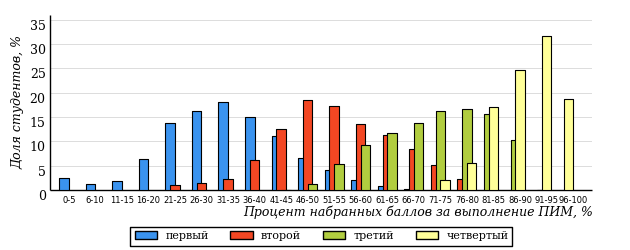 Доля студентов, %
35
30
25
20
15
10
5
0
0-5 6-10 11-15 16-20 21-25 26-30 31-35 36-40 41-45 46-50 51-55 56-60 61-65 66-70 71-75 76-80 81-85 86-90 91-95 96-100
Процент набранных баллов за выполнение ПИМ, %
первый второй третий четвертый